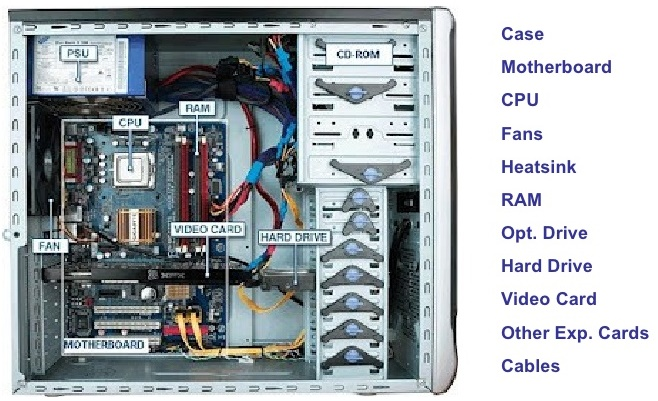 PSU
CD-ROM
RAM
CPU
VIDEO CARD
HARD DRIVE
FAN
MOTHERBOARD
Case
Motherboard
CPU
Fans
Heatsink
RAM
Opt. Drive
Hard Drive
Video Card
Other Exp. Cards
Cables